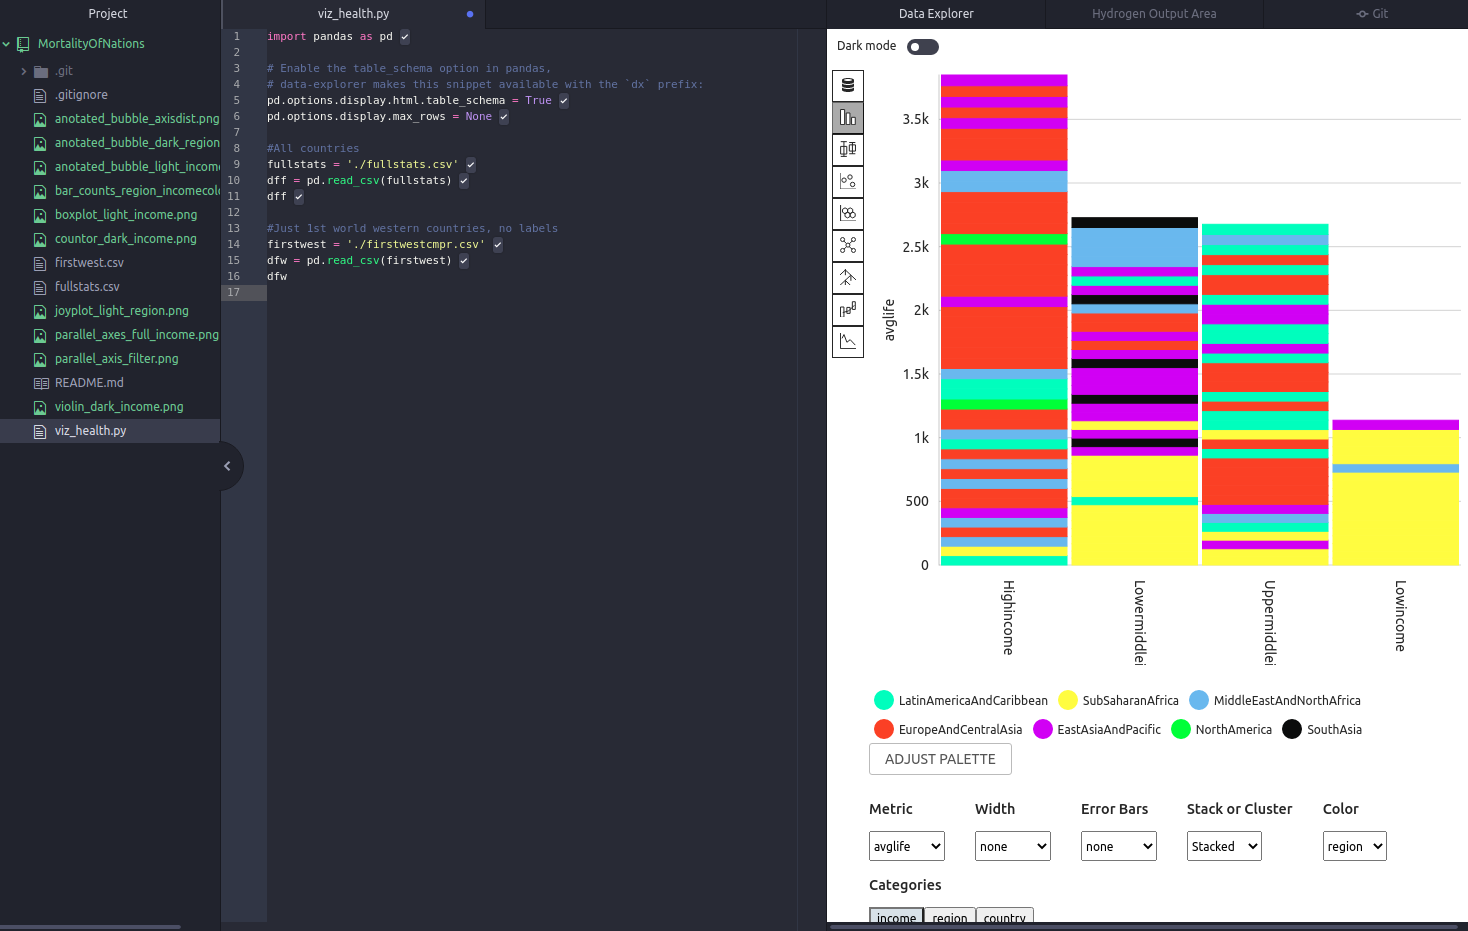 Project
viz_health.py
Data Explorer
Hydrogen Output Area
Git
MortalityOfNations
.git
.gitignore
anotated_bubble_axisdist.png
anotated_bubble_dark_region
anotated_bubble_light_income
bar_counts_region_incomecolo
boxplot_light_income.png
countor_dark_income.png
firstwest.csv
fullstats.csv
joyplot_light_region.png
parallel_axes_full_income.png
parallel_axis_filter.png
README.md
violin_dark_income.png
viz_health.py
1 import pandas as pd
2
3 # Enable the table_schema option in pandas,
4 # data-explorer makes this snippet available with the `dx` prefix:
5 pd.options.display.html.table_schema = True
6 pd.options.display.max_rows = None
7
8 #All countries
9 fullstats = './fullstats.csv'
10 dff = pd.read_csv(fullstats)
11 dff
12
13 #Just 1st world western countries, no labels
14 firstwest = './firstwestcmpr.csv'
15 dfw = pd.read_csv(firstwest)
16 dfw
17
Dark mode
avglife
3.5k
3k
2.5k
2k
1.5k
1k
500
0
Highincome
Lowermiddlei
Uppermiddlei
Lowincome
LatinAmericaAndCaribbean SubSaharanAfrica MiddleEastAndNorthAfrica
EuropeAndCentralAsia EastAsiaAndPacific NorthAmerica SouthAsia
ADJUST PALETTE
Metric Width Error Bars Stack or Cluster Color
avglife none none Stacked region
Categories
income region country